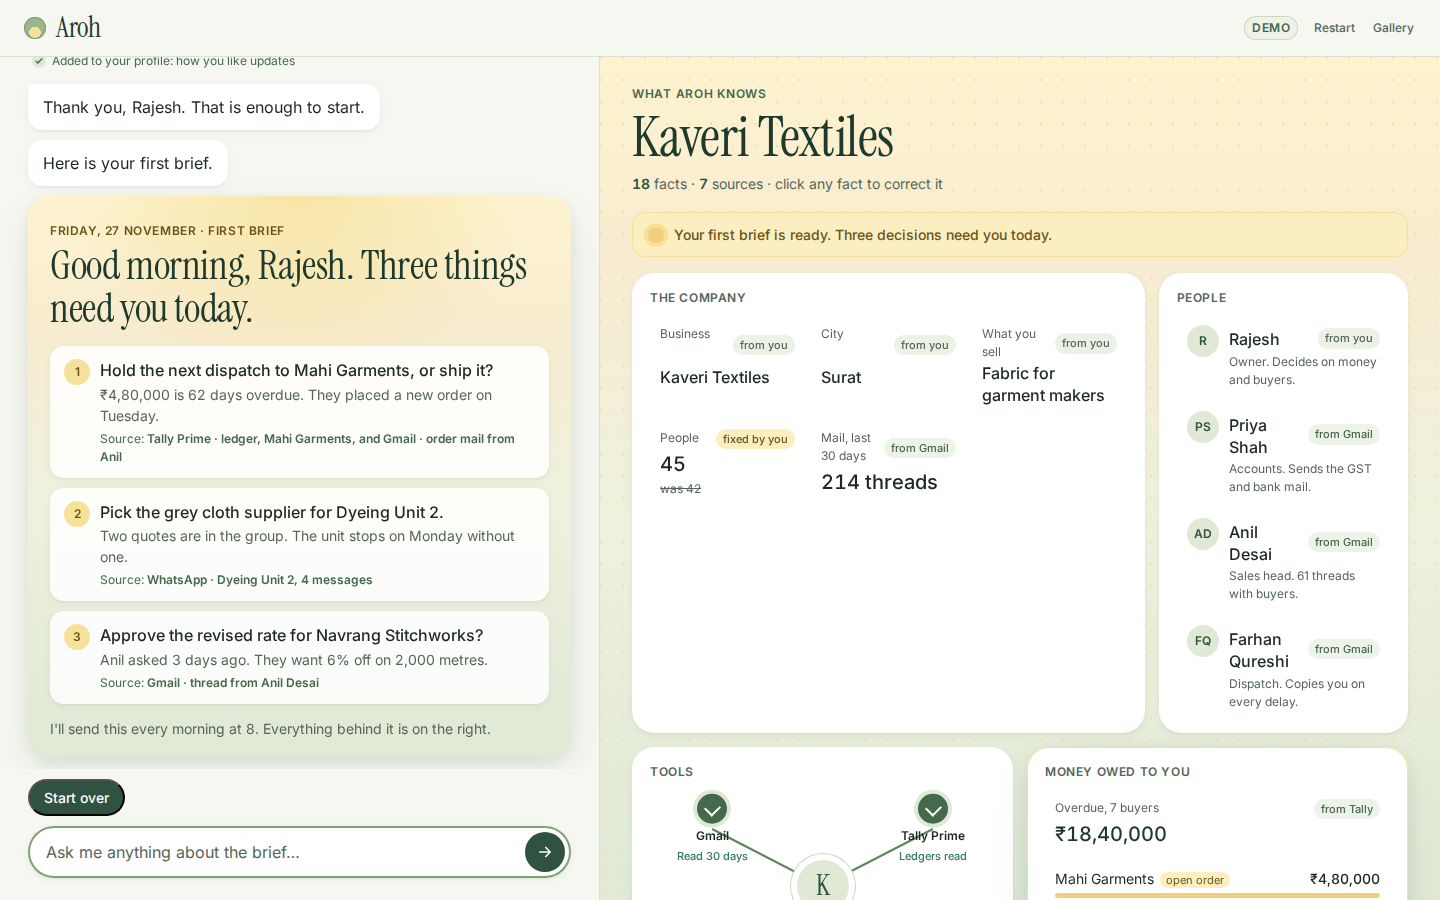 Aroh
DEMO
Restart
Gallery
Added to your profile: how you like updates
Thank you, Rajesh. That is enough to start.
Here is your first brief.
FRIDAY, 27 NOVEMBER · FIRST BRIEF
Good morning, Rajesh. Three things
need you today.
1
Hold the next dispatch to Mahi Garments, or ship it?
₹4,80,000 is 62 days overdue. They placed a new order on
Tuesday.
Source: Tally Prime · ledger, Mahi Garments, and Gmail · order mail from
Anil
2
Pick the grey cloth supplier for Dyeing Unit 2.
Two quotes are in the group. The unit stops on Monday without
one.
Source: WhatsApp · Dyeing Unit 2, 4 messages
3
Approve the revised rate for Navrang Stitchworks?
Anil asked 3 days ago. They want 6% off on 2,000 metres.
Source: Gmail · thread from Anil Desai
I'll send this every morning at 8. Everything behind it is on the right.
Start over
Ask me anything about the brief...
WHAT AROH KNOWS
Kaveri Textiles
18 facts · 7 sources · click any fact to correct it
Your first brief is ready. Three decisions need you today.
THE COMPANY
Business
from you
Kaveri Textiles
City
from you
Surat
What you
sell
from you
Fabric for
garment makers
People
fixed by you
45
was 42
Mail, last
30 days
from Gmail
214 threads
PEOPLE
R
Rajesh
from you
Owner. Decides on money
and buyers.
PS
Priya
Shah
from Gmail
Accounts. Sends the GST
and bank mail.
AD
Anil
Desai
from Gmail
Sales head. 61 threads
with buyers.
FQ
Farhan
Qureshi
from Gmail
Dispatch. Copies you on
every delay.
TOOLS
Gmail
Read 30 days
Tally Prime
Ledgers read
K
MONEY OWED TO YOU
Overdue, 7 buyers
from Tally
₹18,40,000
Mahi Garments
open order
₹4,80,000